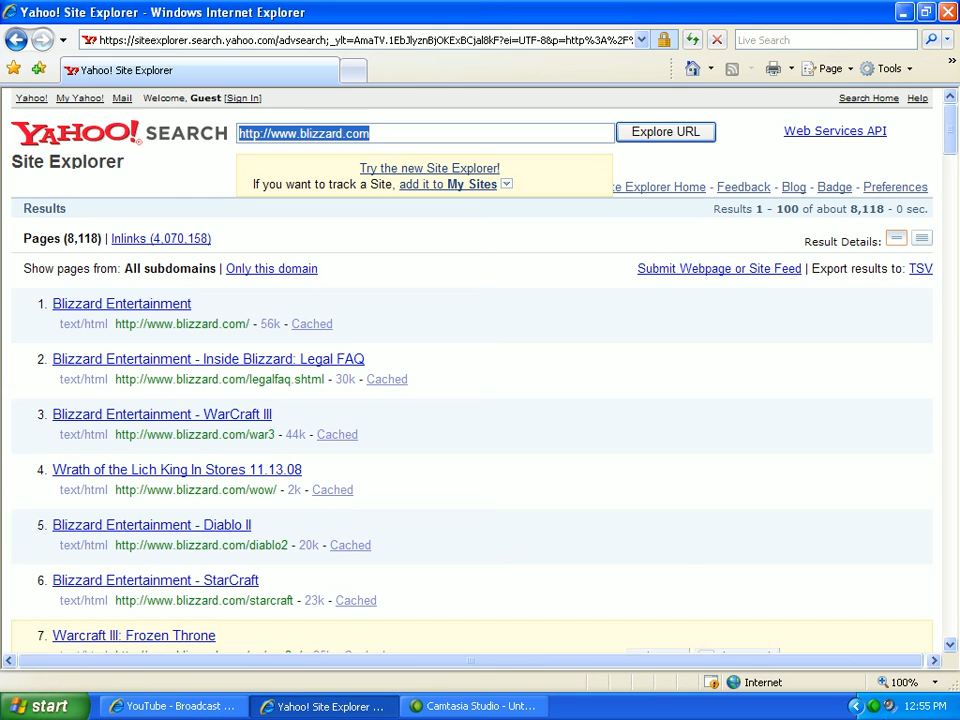 Yahoo! Site Explorer - Windows Internet Explorer
https://siteexplorer.search.yahoo.com/advsearch;_ylt=AmaTV.1EbJlyznBjOKExBCjal8kF?ei=UTF-8&p=http%3A%2F%
Live Search
Yahoo! Site Explorer
Page
Tools
»
Yahoo! My Yahoo! Mail Welcome, Guest [Sign In]
Search Home Help
YAHOO! SEARCH
http://www.blizzard.com
Explore URL
Web Services API
Site Explorer
Try the new Site Explorer!
If you want to track a Site, add it to My Sites
e Explorer Home - Feedback - Blog - Badge - Preferences
Results
Results 1 - 100 of about 8,118 - 0 sec.
Pages (8,118) | Inlinks (4,070,158)
Result Details:
Show pages from: All subdomains | Only this domain
Submit Webpage or Site Feed | Export results to: TSV
1. Blizzard Entertainment
text/html http://www.blizzard.com/ - 56k - Cached
2. Blizzard Entertainment - Inside Blizzard: Legal FAQ
text/html http://www.blizzard.com/legalfaq.shtml - 30k - Cached
3. Blizzard Entertainment - WarCraft III
text/html http://www.blizzard.com/war3 - 44k - Cached
4. Wrath of the Lich King In Stores 11.13.08
text/html http://www.blizzard.com/wow/ - 2k - Cached
5. Blizzard Entertainment - Diablo II
text/html http://www.blizzard.com/diablo2 - 20k - Cached
6. Blizzard Entertainment - StarCraft
text/html http://www.blizzard.com/starcraft - 23k - Cached
7. Warcraft III: Frozen Throne
Internet
100%
start
YouTube - Broadcast ...
Yahoo! Site Explorer ...
Camtasia Studio - Unt...
12:55 PM